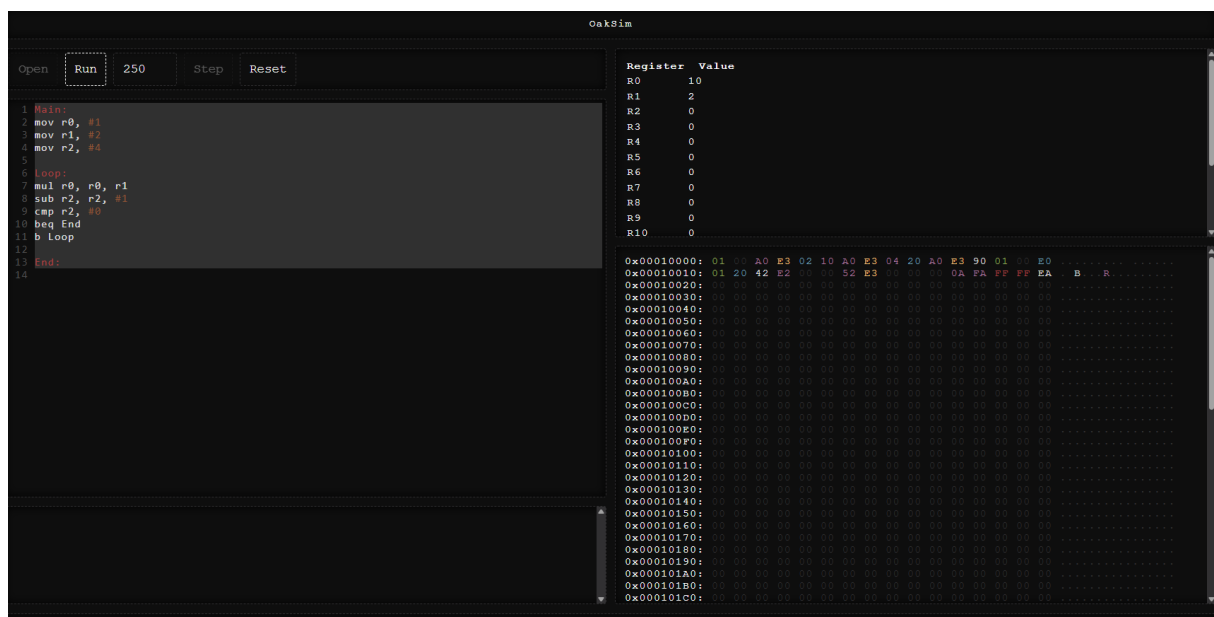 OakSim
Open Run 250 Step Reset
1 Main:
2 mov r0, #1
3 mov r1, #2
4 mov r2, #4
5
6 Loop:
7 mul r0, r0, r1
8 sub r2, r2, #1
9 cmp r2, #0
10 beq End
11 b Loop
12
13 End:
14
Register Value
R0 10
R1 2
R2 0
R3 0
R4 0
R5 0
R6 0
R7 0
R8 0
R9 0
R10 0
0x00010000: 01 00 A0 E3 02 10 A0 E3 04 20 A0 E3 90 01 00 E0 ......... ......
0x00010010: 01 20 42 E2 00 00 52 E3 00 00 00 0A FA FF FF EA . B...R.........
0x00010020: 00 00 00 00 00 00 00 00 00 00 00 00 00 00 00 00 ................
0x00010030: 00 00 00 00 00 00 00 00 00 00 00 00 00 00 00 00 ................
0x00010040: 00 00 00 00 00 00 00 00 00 00 00 00 00 00 00 00 ................
0x00010050: 00 00 00 00 00 00 00 00 00 00 00 00 00 00 00 00 ................
0x00010060: 00 00 00 00 00 00 00 00 00 00 00 00 00 00 00 00 ................
0x00010070: 00 00 00 00 00 00 00 00 00 00 00 00 00 00 00 00 ................
0x00010080: 00 00 00 00 00 00 00 00 00 00 00 00 00 00 00 00 ................
0x00010090: 00 00 00 00 00 00 00 00 00 00 00 00 00 00 00 00 ................
0x000100A0: 00 00 00 00 00 00 00 00 00 00 00 00 00 00 00 00 ................
0x000100B0: 00 00 00 00 00 00 00 00 00 00 00 00 00 00 00 00 ................
0x000100C0: 00 00 00 00 00 00 00 00 00 00 00 00 00 00 00 00 ................
0x000100D0: 00 00 00 00 00 00 00 00 00 00 00 00 00 00 00 00 ................
0x000100E0: 00 00 00 00 00 00 00 00 00 00 00 00 00 00 00 00 ................
0x000100F0: 00 00 00 00 00 00 00 00 00 00 00 00 00 00 00 00 ................
0x00010100: 00 00 00 00 00 00 00 00 00 00 00 00 00 00 00 00 ................
0x00010110: 00 00 00 00 00 00 00 00 00 00 00 00 00 00 00 00 ................
0x00010120: 00 00 00 00 00 00 00 00 00 00 00 00 00 00 00 00 ................
0x00010130: 00 00 00 00 00 00 00 00 00 00 00 00 00 00 00 00 ................
0x00010140: 00 00 00 00 00 00 00 00 00 00 00 00 00 00 00 00 ................
0x00010150: 00 00 00 00 00 00 00 00 00 00 00 00 00 00 00 00 ................
0x00010160: 00 00 00 00 00 00 00 00 00 00 00 00 00 00 00 00 ................
0x00010170: 00 00 00 00 00 00 00 00 00 00 00 00 00 00 00 00 ................
0x00010180: 00 00 00 00 00 00 00 00 00 00 00 00 00 00 00 00 ................
0x00010190: 00 00 00 00 00 00 00 00 00 00 00 00 00 00 00 00 ................
0x000101A0: 00 00 00 00 00 00 00 00 00 00 00 00 00 00 00 00 ................
0x000101B0: 00 00 00 00 00 00 00 00 00 00 00 00 00 00 00 00 ................
0x000101C0: 00 00 00 00 00 00 00 00 00 00 00 00 00 00 00 00 ................